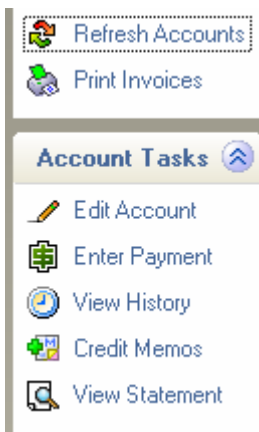 Refresh Accounts
Print Invoices
Account Tasks
Edit Account
Enter Payment
View History
Credit Memos
View Statement